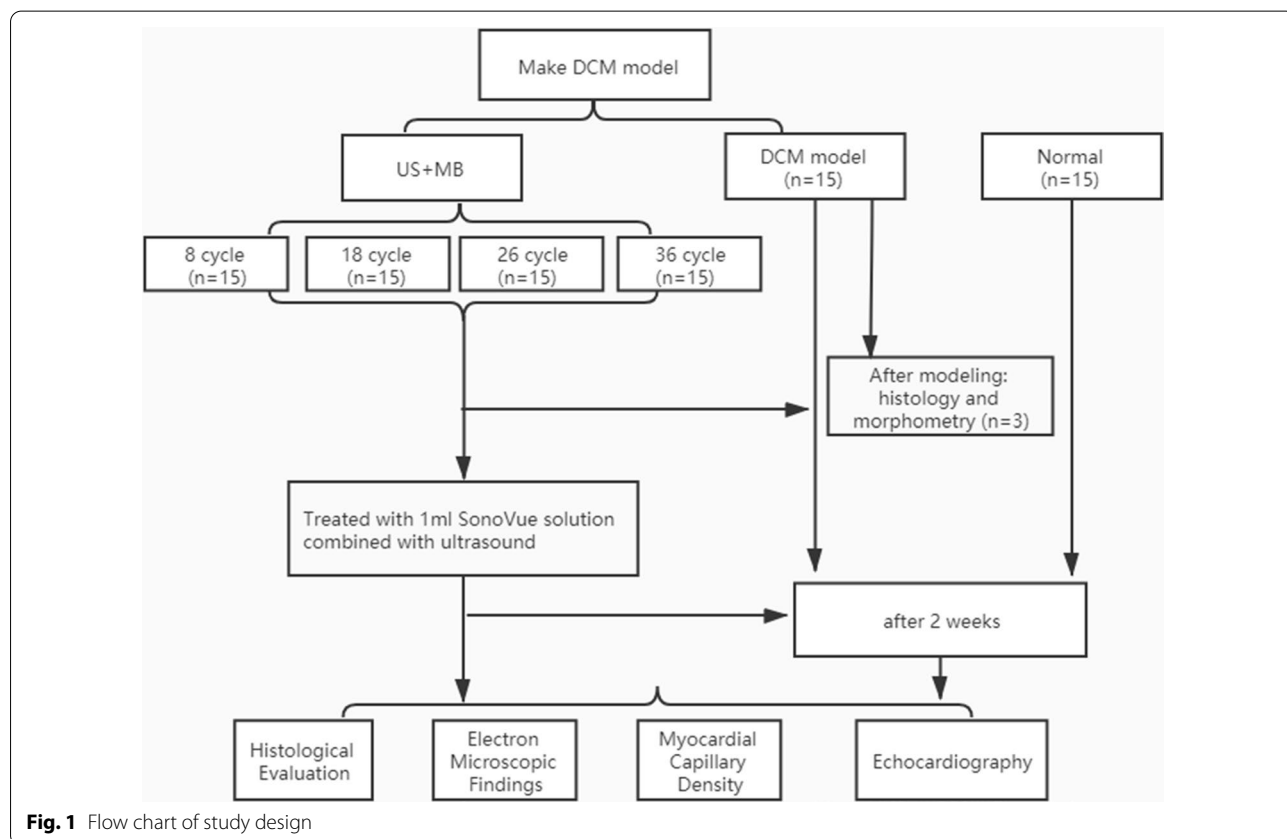 Make DCM model
US+MB
DCM model
(n=15)
Normal
(n=15)
8 cycle
(n=15)
18 cycle
(n=15)
26 cycle
(n=15)
36 cycle
(n=15)
After modeling:
histology and
morphometry (n=3)
Treated with 1ml SonoVue solution
combined with ultrasound
after 2 weeks
Histological
Evaluation
Electron
Microscopic
Findings
Myocardial
Capillary
Density
Echocardiography
Fig. 1 Flow chart of study design